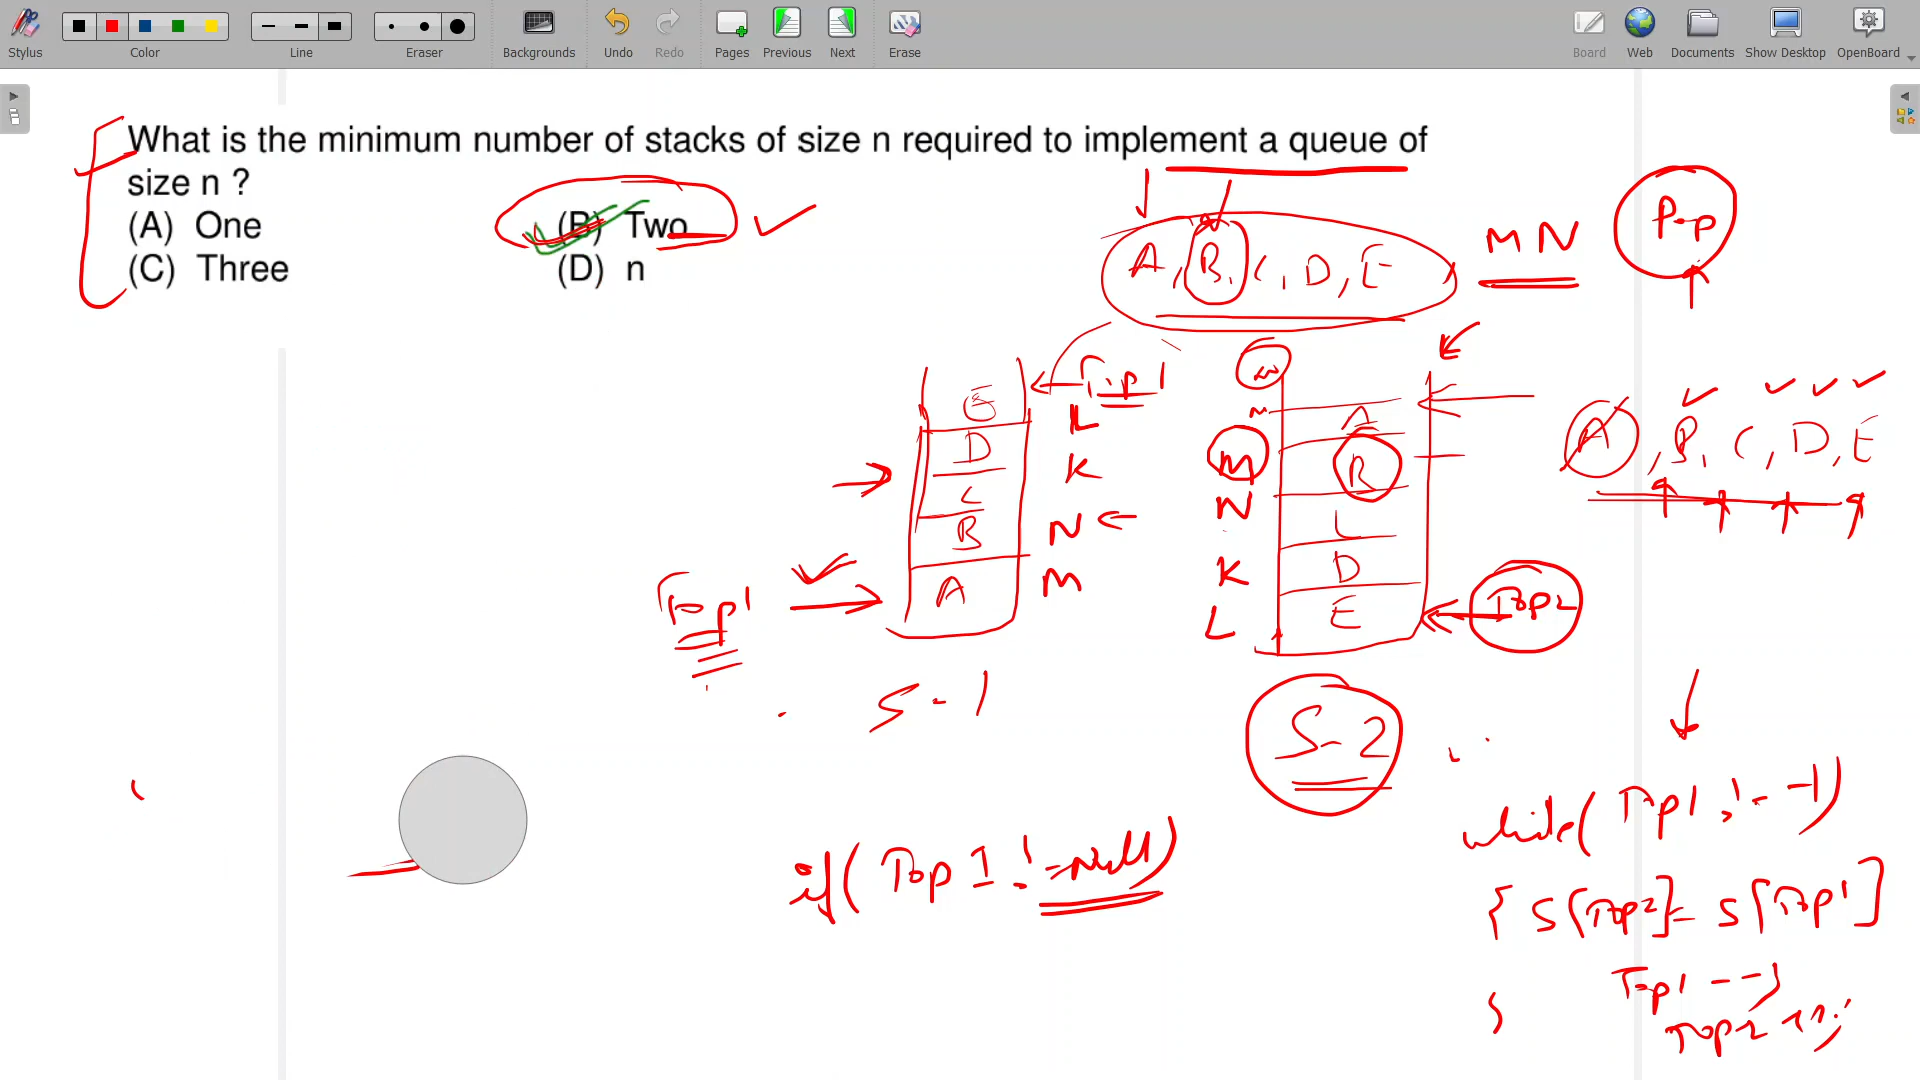 Stylus Color Line Eraser Backgrounds Undo Redo Pages Previous Next Erase Board Web Documents Show Desktop OpenBoard
What is the minimum number of stacks of size n required to implement a queue of
size n ?
(A) One (B) Two
(C) Three (D) n
A, B, C, D, E
M N
Pop
Top1
E
D
C
B
A
L
K
N
M
Top1
S-1
M
N
K
L
A
B
C
D
E
Top2
S-2
A, B, C, D, E
if( Top1 != Null)
while( Top1 != -1)
{ S[Top2] = S[Top1]
Top1 --;
} Top2 ++;